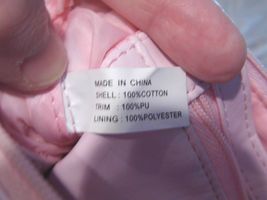 MADE IN CHINA
SHELL : 100%COTTON
TRIM : 100%PU
LINING : 100%POLYESTER